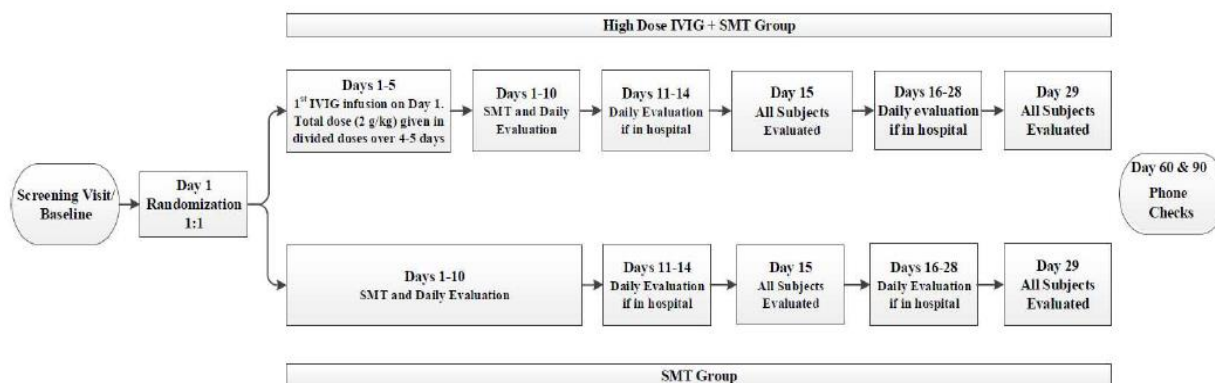 High Dose IVIG + SMT Group
Screening Visit/
Baseline
Day 1
Randomization
1:1
Days 1-5
1st IVIG infusion on Day 1.
Total dose (2 g/kg) given in
divided doses over 4-5 days
Days 1-10
SMT and Daily
Evaluation
Days 11-14
Daily Evaluation
if in hospital
Day 15
All Subjects
Evaluated
Days 16-28
Daily evaluation
if in hospital
Day 29
All Subjects
Evaluated
Days 1-10
SMT and Daily Evaluation
Days 11-14
Daily Evaluation
if in hospital
Day 15
All Subjects
Evaluated
Days 16-28
Daily Evaluation
if in hospital
Day 29
All Subjects
Evaluated
Day 60 & 90
Phone
Checks
SMT Group